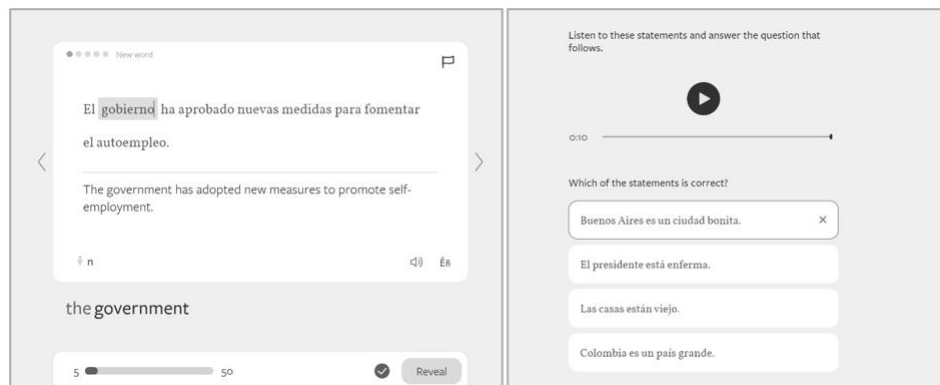 New word
El gobierno ha aprobado nuevas medidas para fomentar
el autoempleo.
The government has adopted new measures to promote self-
employment.
n
Éñ
the government
5 50
Reveal
Listen to these statements and answer the question that
follows.
0:10
Which of the statements is correct?
Buenos Aires es un ciudad bonita.
El presidente está enferma.
Las casas están viejo.
Colombia es un país grande.